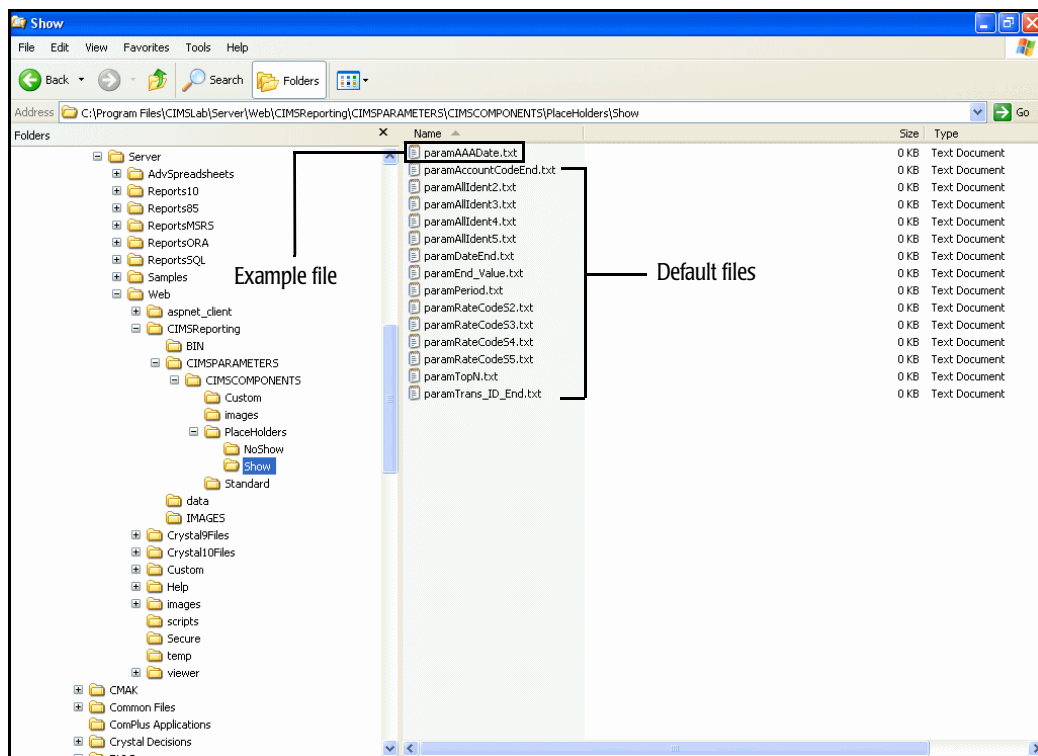 Show
File Edit View Favorites Tools Help
Back Search Folders
Address C:\Program Files\CIMSLab\Server\Web\CIMSReporting\CIMSPARAMETERS\CIMSCOMPONENTS\PlaceHolders\Show Go
Folders
Server
AdvSpreadsheets
Reports10
Reports85
ReportsMSRS
ReportsORA
ReportsSQL
Samples
Web
aspnet_client
CIMSReporting
BIN
CIMSPARAMETERS
CIMSCOMPONENTS
Custom
images
PlaceHolders
NoShow
Show
Standard
data
IMAGES
Crystal9Files
Crystal10Files
Custom
Help
images
scripts
Secure
temp
viewer
CMAK
Common Files
ComPlus Applications
Crystal Decisions
Name Size Type
paramAAADate.txt 0 KB Text Document
paramAccountCodeEnd.txt 0 KB Text Document
paramAllIdent2.txt 0 KB Text Document
paramAllIdent3.txt 0 KB Text Document
paramAllIdent4.txt 0 KB Text Document
paramAllIdent5.txt 0 KB Text Document
paramDateEnd.txt 0 KB Text Document
paramEnd_Value.txt 0 KB Text Document
paramPeriod.txt 0 KB Text Document
paramRateCodeS2.txt 0 KB Text Document
paramRateCodeS3.txt 0 KB Text Document
paramRateCodeS4.txt 0 KB Text Document
paramRateCodeS5.txt 0 KB Text Document
paramTopN.txt 0 KB Text Document
paramTrans_ID_End.txt 0 KB Text Document
Example file
Default files